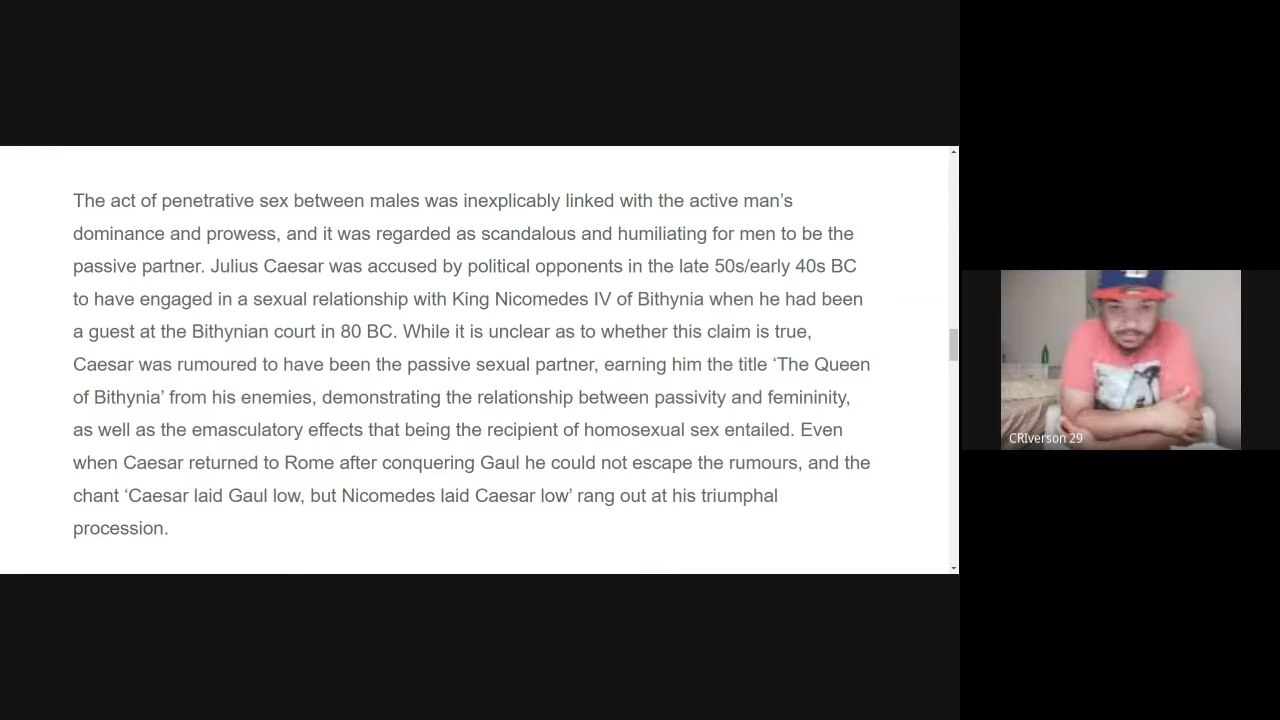 The act of penetrative sex between males was inexplicably linked with the active man’s
dominance and prowess, and it was regarded as scandalous and humiliating for men to be the
passive partner. Julius Caesar was accused by political opponents in the late 50s/early 40s BC
to have engaged in a sexual relationship with King Nicomedes IV of Bithynia when he had been
a guest at the Bithynian court in 80 BC. While it is unclear as to whether this claim is true,
Caesar was rumoured to have been the passive sexual partner, earning him the title ‘The Queen
of Bithynia’ from his enemies, demonstrating the relationship between passivity and femininity,
as well as the emasculatory effects that being the recipient of homosexual sex entailed. Even
when Caesar returned to Rome after conquering Gaul he could not escape the rumours, and the
chant ‘Caesar laid Gaul low, but Nicomedes laid Caesar low’ rang out at his triumphal
procession.
CRIverson 29